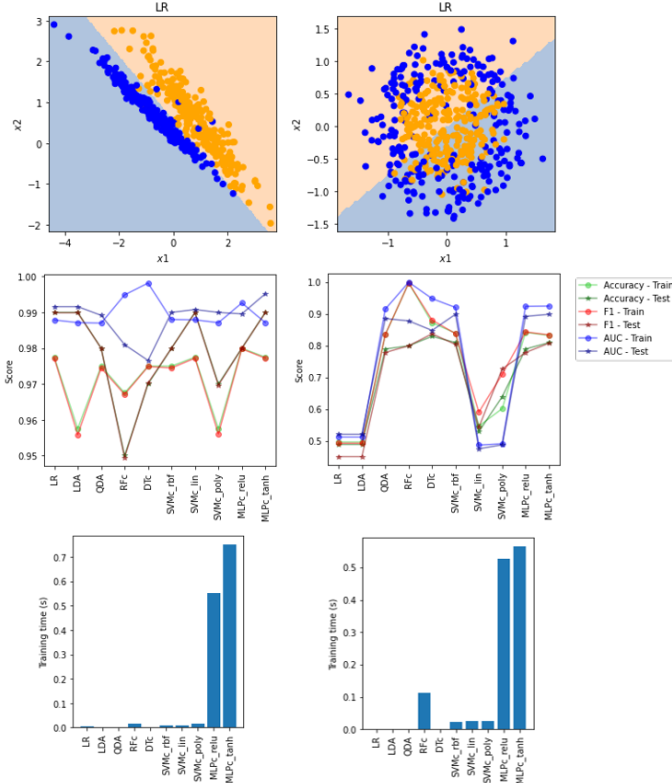 LR
3
2
1
0
−1
−2
x2
−4
−2
0
2
x1
LR
1.5
1.0
0.5
0.0
−0.5
−1.0
−1.5
x2
−1
0
1
x1
1.00
0.99
0.98
0.97
0.96
0.95
Score
LR
LDA
QDA
RFc
DTc
SVMc_rbf
SVMc_lin
SVMc_poly
MLPc_relu
MLPc_tanh
1.0
0.9
0.8
0.7
0.6
0.5
Score
LR
LDA
QDA
RFc
DTc
SVMc_rbf
SVMc_lin
SVMc_poly
MLPc_relu
MLPc_tanh
Accuracy - Train
Accuracy - Test
F1 - Train
F1 - Test
AUC - Train
AUC - Test
0.7
0.6
0.5
0.4
0.3
0.2
0.1
0.0
Training time (s)
LR
LDA
QDA
RFc
DTc
SVMc_rbf
SVMc_lin
SVMc_poly
MLPc_relu
MLPc_tanh
0.5
0.4
0.3
0.2
0.1
0.0
Training time (s)
LR
LDA
QDA
RFc
DTc
SVMc_rbf
SVMc_lin
SVMc_poly
MLPc_relu
MLPc_tanh